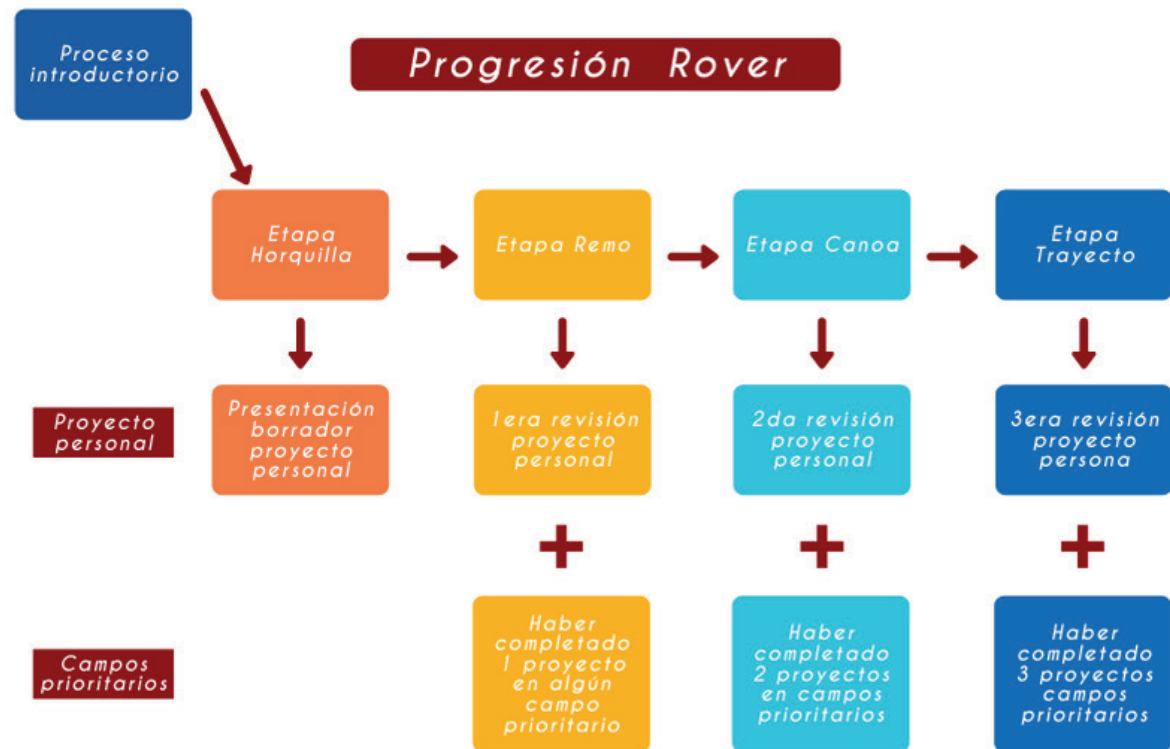 Proceso
introductorio
Progresión Rover
Etapa
Horquilla
Etapa Remo
Etapa Canoa
Etapa
Trayecto
Proyecto
personal
Presentación
borrador
proyecto
personal
1era revisión
proyecto
personal
2da revisión
proyecto
personal
3era revisión
proyecto
persona
Campos
prioritarios
Haber
completado
1 proyecto
en algún
campo
prioritario
Haber
completado
2 proyectos
en campos
prioritarios
Haber
completado
3 proyectos
campos
prioritarios